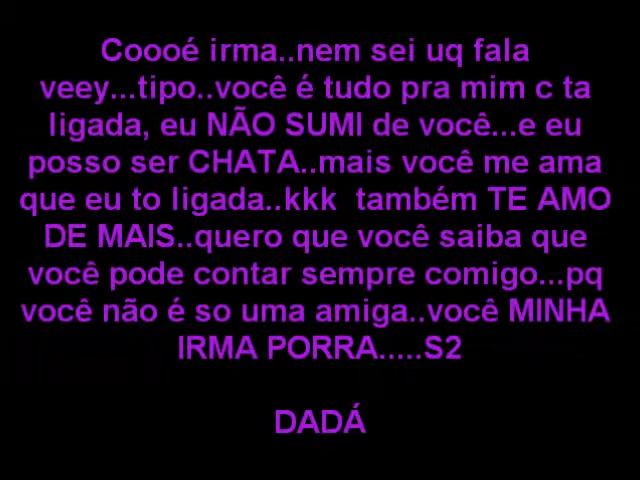 Coooé irma..nem sei uq fala
veey...tipo..você é tudo pra mim c ta
ligada, eu NÃO SUMI de você...e eu
posso ser CHATA..mais você me ama
que eu to ligada..kkk  também TE AMO
DE MAIS..quero que você saiba que
você pode contar sempre comigo...pq
você não é so uma amiga..você MINHA
IRMA PORRA.....S2
DADÁ